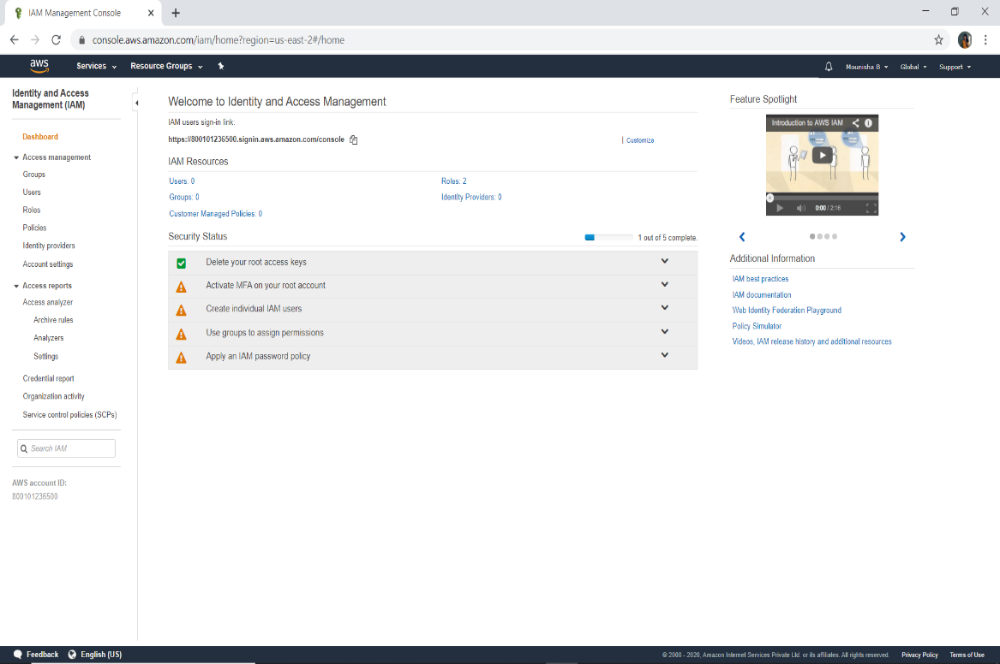 IAM Management Console
console.aws.amazon.com/iam/home?region=us-east-2#/home
aws
Services
Resource Groups
Mounisha B
Global
Support
Identity and Access
Management (IAM)
Dashboard
Access management
Groups
Users
Roles
Policies
Identity providers
Account settings
Access reports
Access analyzer
Archive rules
Analyzers
Settings
Credential report
Organization activity
Service control policies (SCPs)
Search IAM
AWS account ID:
800101236500
Welcome to Identity and Access Management
IAM users sign-in link:
https://800101236500.signin.aws.amazon.com/console
| Customize
IAM Resources
Users: 0
Roles: 2
Groups: 0
Identity Providers: 0
Customer Managed Policies: 0
Security Status
1 out of 5 complete.
Delete your root access keys
Activate MFA on your root account
Create individual IAM users
Use groups to assign permissions
Apply an IAM password policy
Feature Spotlight
Introduction to AWS IAM
0:00 / 2:16
Additional Information
IAM best practices
IAM documentation
Web Identity Federation Playground
Policy Simulator
Videos, IAM release history and additional resources
Feedback
English (US)
© 2008 - 2020, Amazon Internet Services Private Ltd. or its affiliates. All rights reserved.
Privacy Policy
Terms of Use